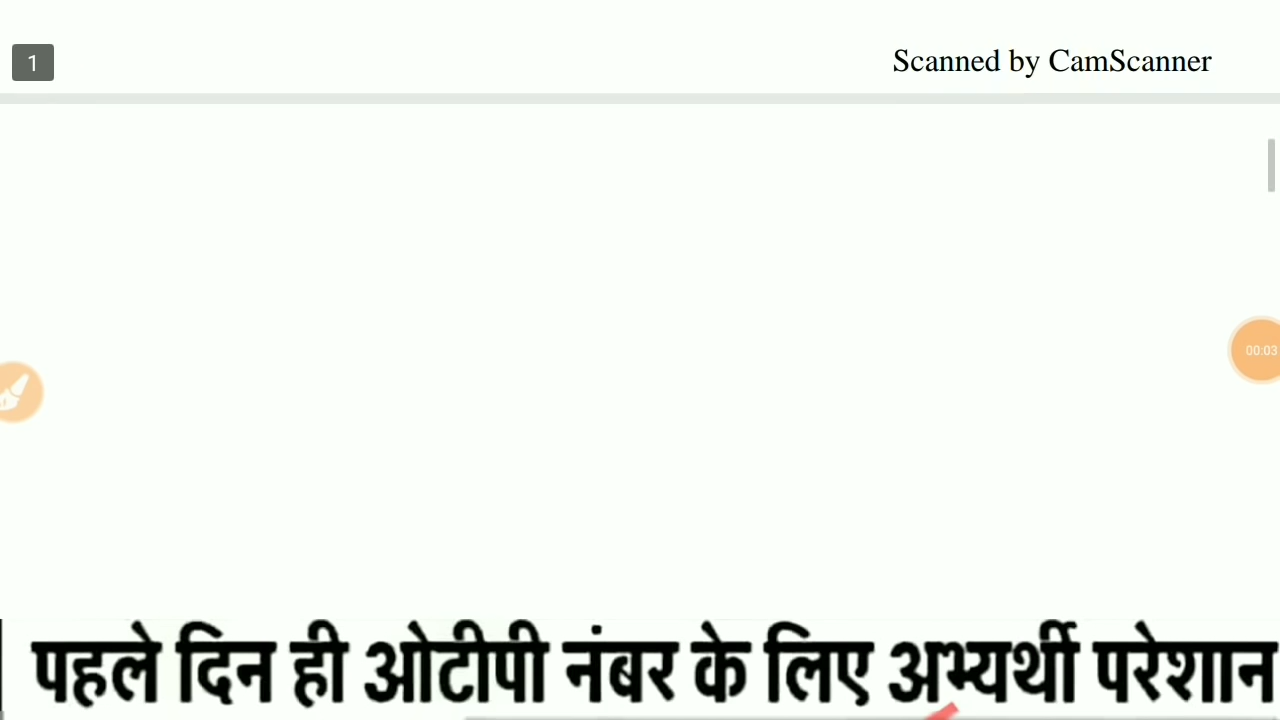 1
Scanned by CamScanner
00:03
पहले दिन ही ओटीपी नंबर के लिए अभ्यर्थी परेशान